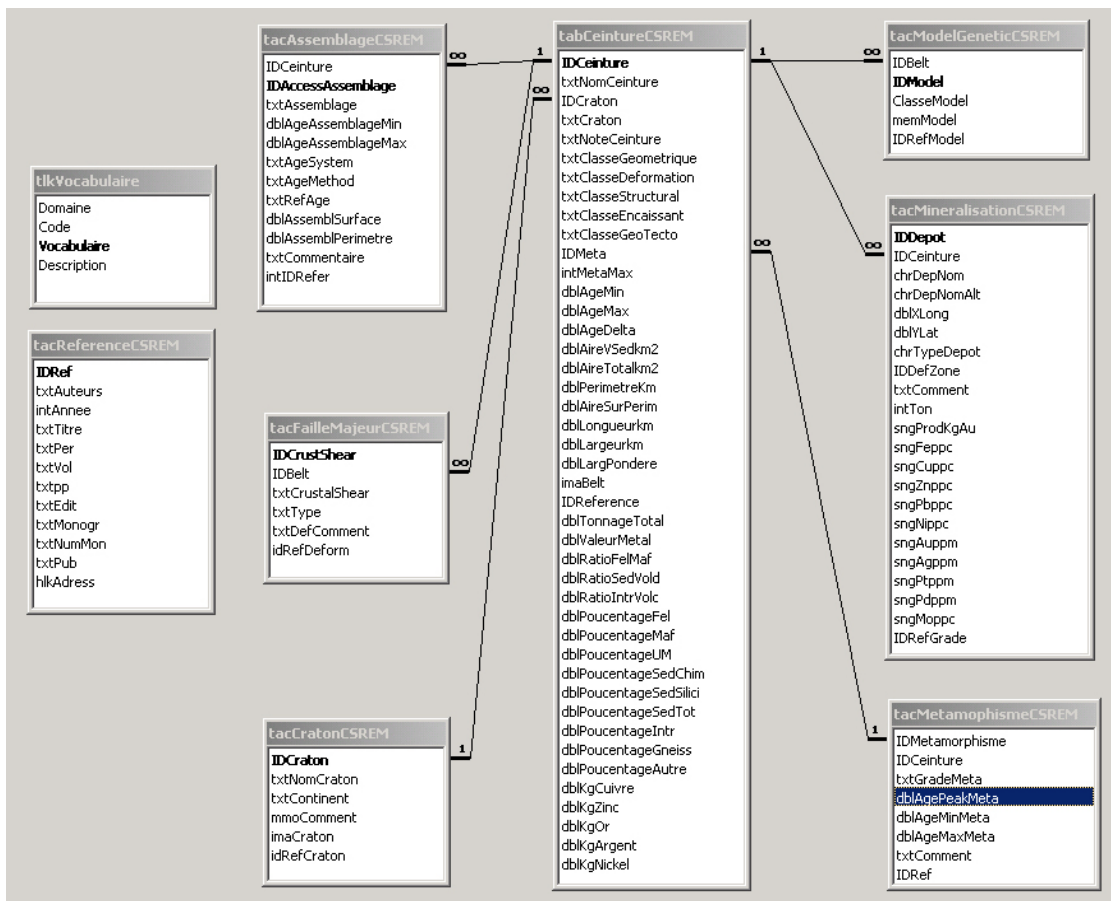 tlkVocabulaire
Domaine
Code
Vocabulaire
Description
tacReferenceCSREM
IDRef
txtAuteurs
intAnnee
txtTitre
txtPer
txtVol
txtpp
txtEdit
txtMonogr
txtNumMon
txtPub
hlkAdress
tacAssemblageCSREM
IDCeinture
IDAccessAssemblage
txtAssemblage
dblAgeAssemblageMin
dblAgeAssemblageMax
txtAgeSystem
txtAgeMethod
txtRefAge
dblAssemblSurface
dblAssemblPerimetre
txtCommentaire
intIDRefer
∞
1
∞
tacFailleMajeurCSREM
IDCrustShear
IDBelt
txtCrustalShear
txtType
txtDefComment
idRefDeform
∞
tacCratonCSREM
IDCraton
txtNomCraton
txtContinent
mmoComment
imaCraton
idRefCraton
1
tabCeintureCSREM
IDCeinture
txtNomCeinture
IDCraton
txtCraton
txtNoteCeinture
txtClasseGeometrique
txtClasseDeformation
txtClasseStructural
txtClasseEncaissant
txtClasseGeoTecto
IDMeta
intMetaMax
dblAgeMin
dblAgeMax
dblAgeDelta
dblAireVSedkm2
dblAireTotalkm2
dblPerimetreKm
dblAireSurPerim
dblLongueurkm
dblLargeurkm
dblLargPondere
imaBelt
IDReference
dblTonnageTotal
dblValeurMetal
dblRatioFelMaf
dblRatioSedVold
dblRatioIntrVolc
dblPoucentageFel
dblPoucentageMaf
dblPoucentageUM
dblPoucentageSedChim
dblPoucentageSedSilici
dblPoucentageSedTot
dblPoucentageIntr
dblPoucentageGneiss
dblPoucentageAutre
dblKgCuivre
dblKgZinc
dblKgOr
dblKgArgent
dblKgNickel
1
∞
∞
∞
1
tacModelGeneticCSREM
IDBelt
IDModel
ClasseModel
memModel
IDRefModel
tacMineralisationCSREM
IDDepot
IDCeinture
chrDepNom
chrDepNomAlt
dblXLong
dblYLat
chrTypeDepot
IDDefZone
txtComment
intTon
sngProdKgAu
sngFeppc
sngCuppc
sngZnppc
sngPbppc
sngNippc
sngAuppm
sngAgppm
sngPtppm
sngPdppm
sngMoppc
IDRefGrade
tacMetamophismeCSREM
IDMetamorphisme
IDCeinture
txtGradeMeta
dblAgePeakMeta
dblAgeMinMeta
dblAgeMaxMeta
txtComment
IDRef